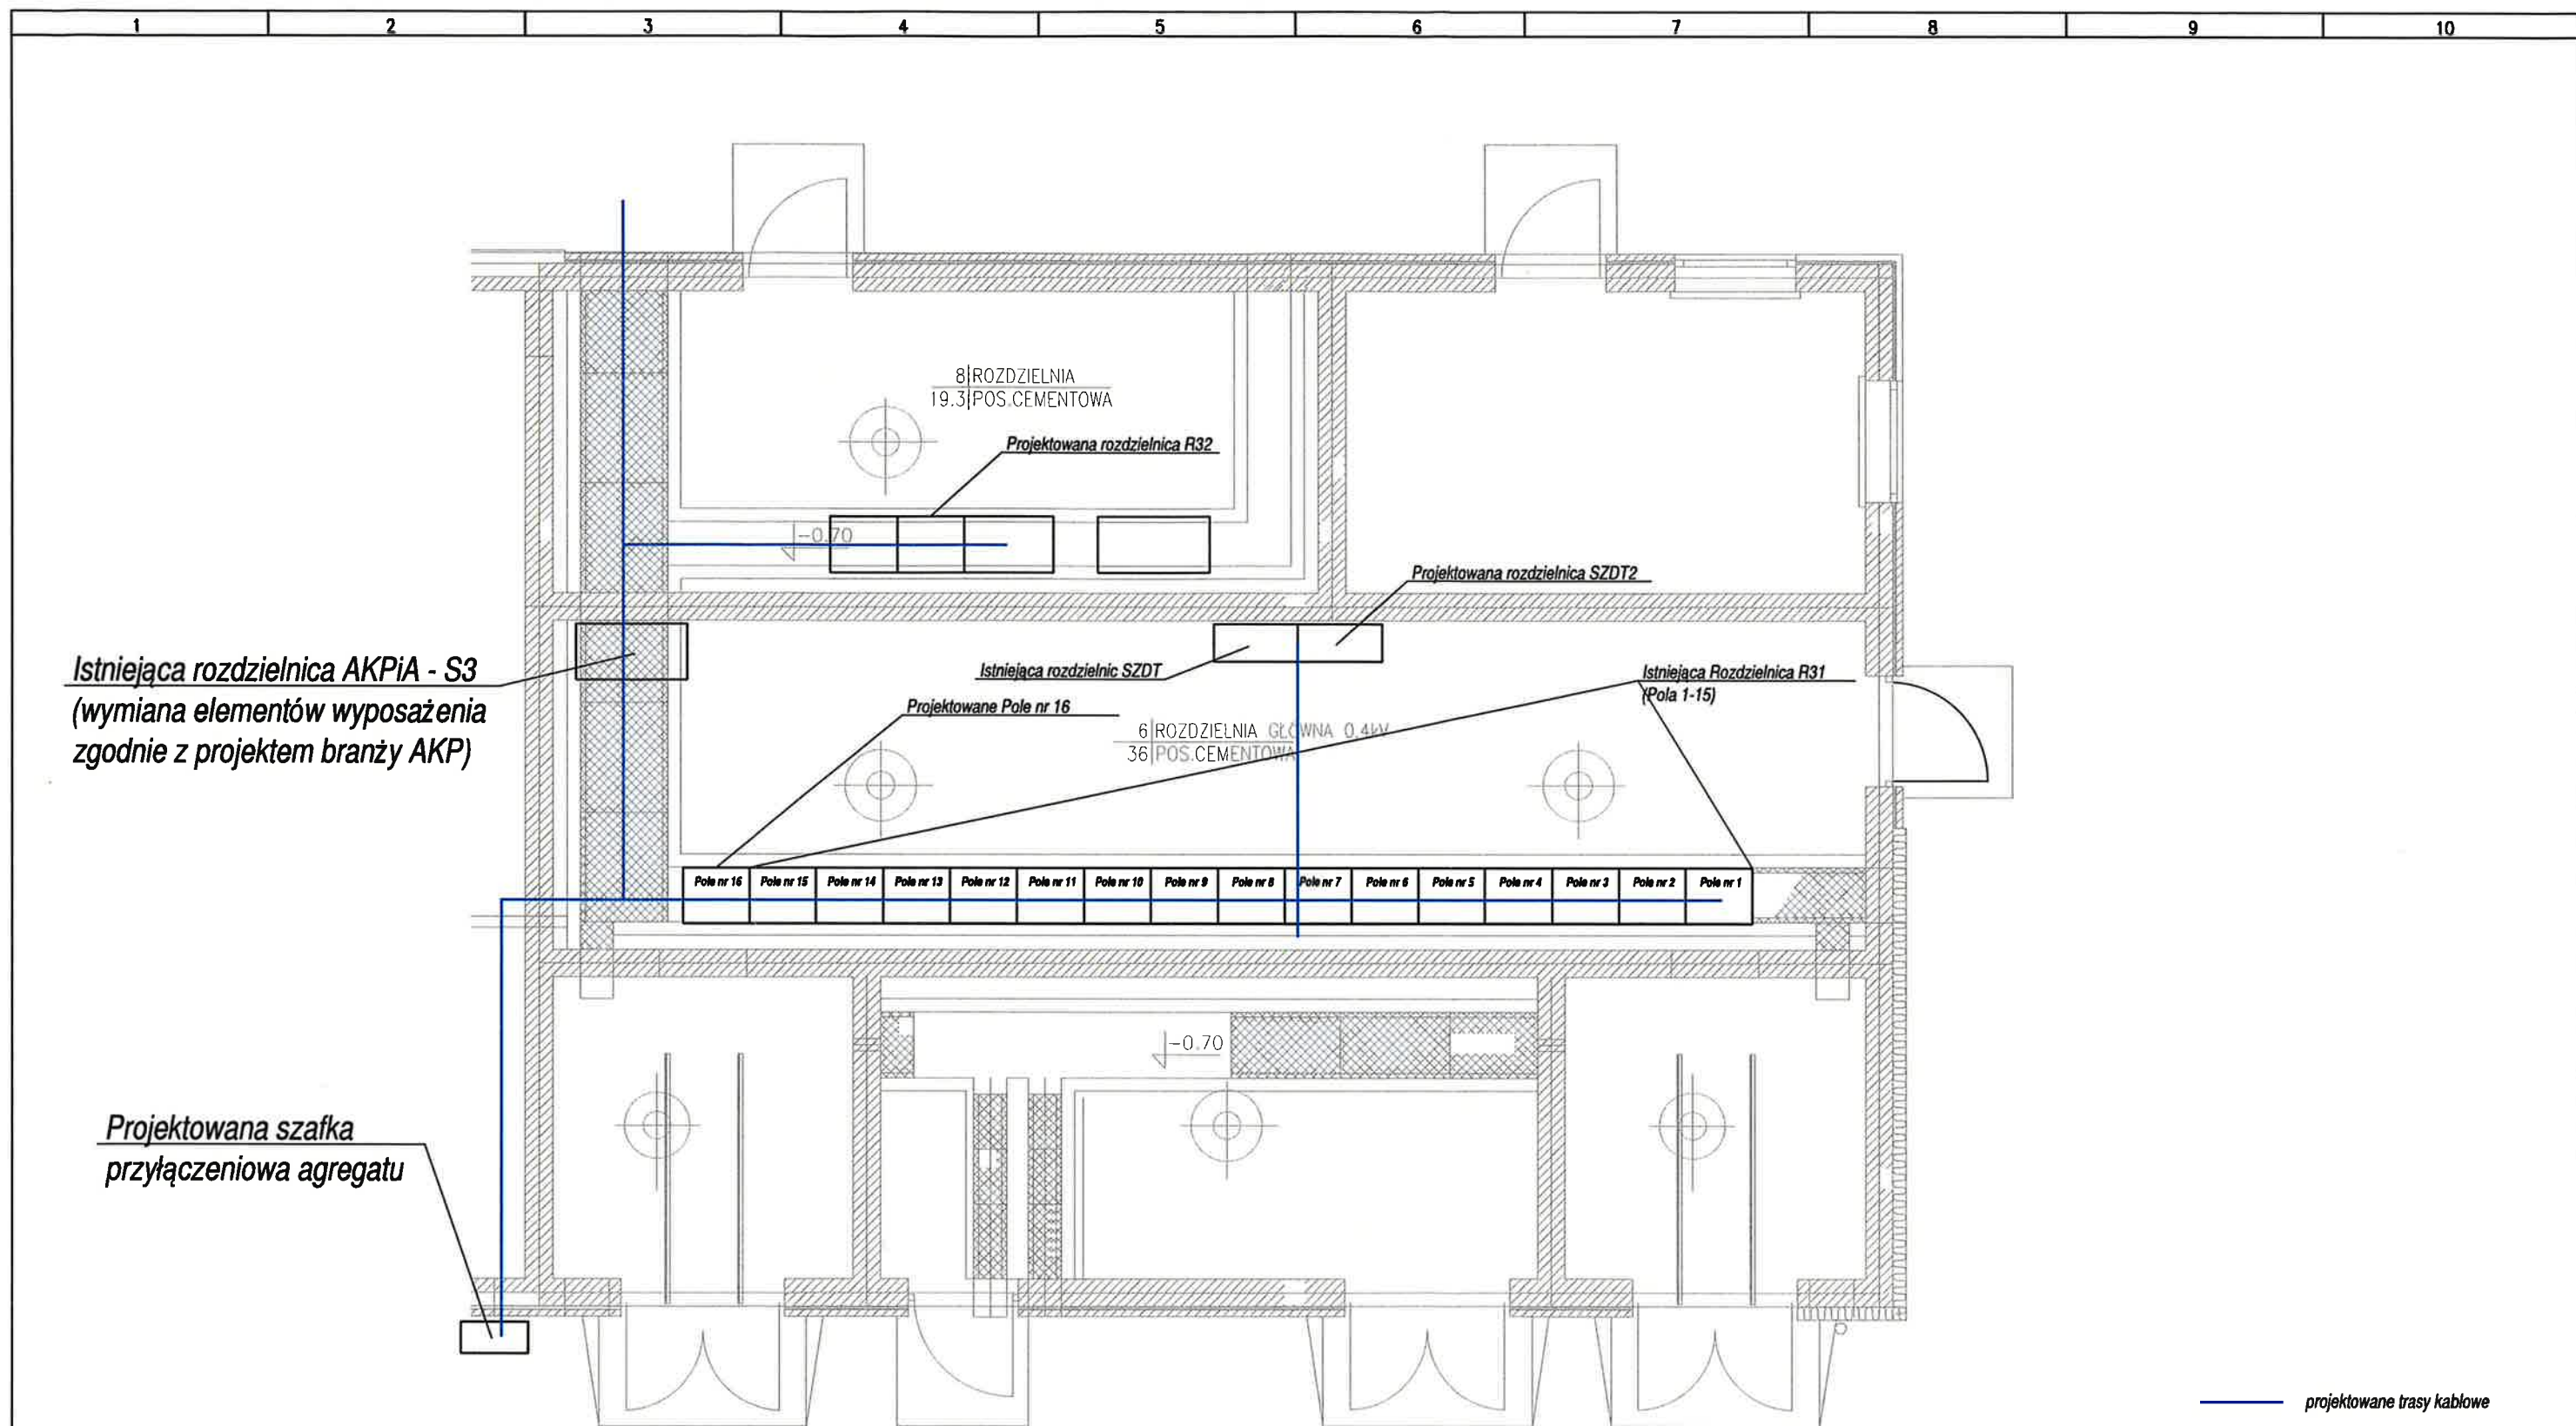 1 2 3 4 5 6 7 8 9 10
8 ROZDZIELNIA
19.3 POS.CEMENTOWA
Projektowana rozdzielnica R32
-0.70
Projektowana rozdzielnica SZDT2
Istniejąca rozdzielnica AKPiA - S3
(wymiana elementów wyposażenia
zgodnie z projektem branży AKP)
Istniejąca rozdzielnic SZDT
Istniejąca Rozdzielnica R31
(Pola 1-15)
Projektowane Pole nr 16
6 ROZDZIELNIA GŁÓWNA 0.4kV
36 POS.CEMENTOWA
Pole nr 16 Pole nr 15 Pole nr 14 Pole nr 13 Pole nr 12 Pole nr 11 Pole nr 10 Pole nr 9 Pole nr 8 Pole nr 7 Pole nr 6 Pole nr 5 Pole nr 4 Pole nr 3 Pole nr 2 Pole nr 1
-0.70
Projektowana szafka
przyłączeniowa agregatu
projektowane trasy kablowe